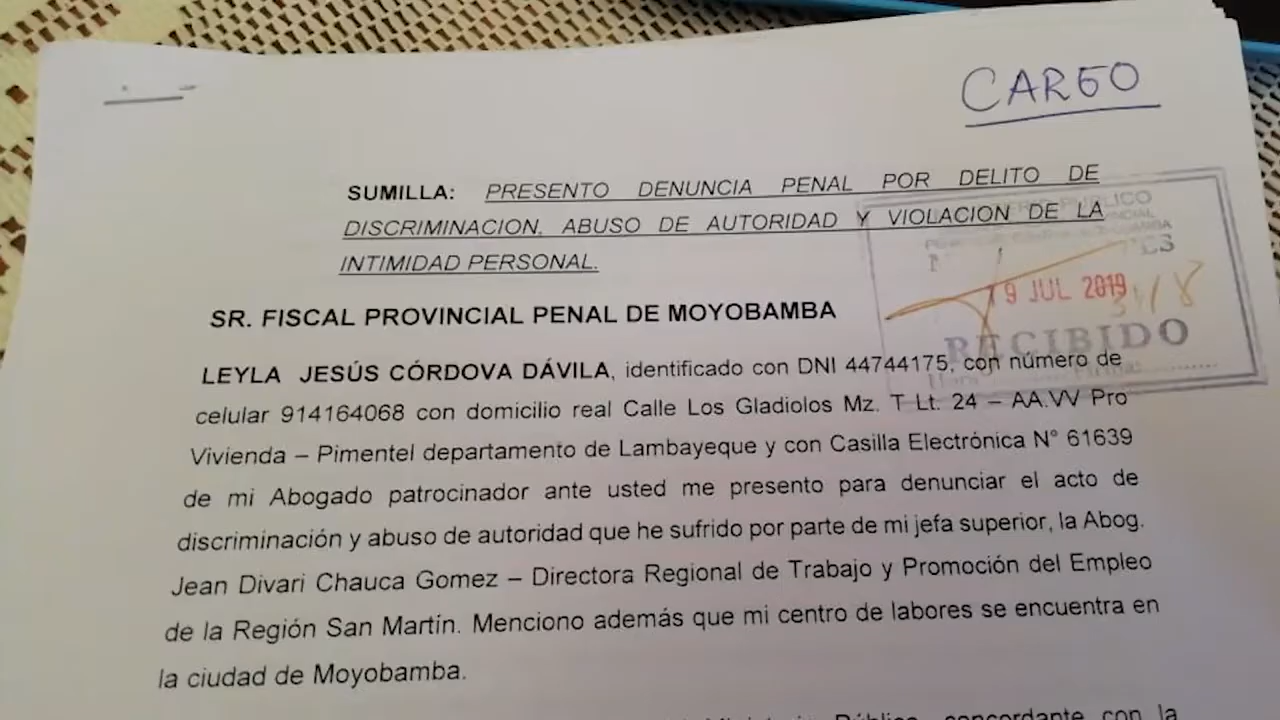 CARGO
SUMILLA: PRESENTO DENUNCIA PENAL POR DELITO DE
DISCRIMINACION, ABUSO DE AUTORIDAD Y VIOLACION DE LA
INTIMIDAD PERSONAL.
19 JUL 2019
RECIBIDO
SR. FISCAL PROVINCIAL PENAL DE MOYOBAMBA
LEYLA JESÚS CÓRDOVA DÁVILA, identificado con DNI 44744175, con número de
celular 914164068 con domicilio real Calle Los Gladiolos Mz. T Lt. 24 – AA.VV Pro
Vivienda – Pimentel departamento de Lambayeque y con Casilla Electrónica N° 61639
de mi Abogado patrocinador ante usted me presento para denunciar el acto de
discriminación y abuso de autoridad que he sufrido por parte de mi jefa superior, la Abog.
Jean Divari Chauca Gomez – Directora Regional de Trabajo y Promoción del Empleo
de la Región San Martín. Menciono además que mi centro de labores se encuentra en
la ciudad de Moyobamba.
Ministerio Público, concordante con la